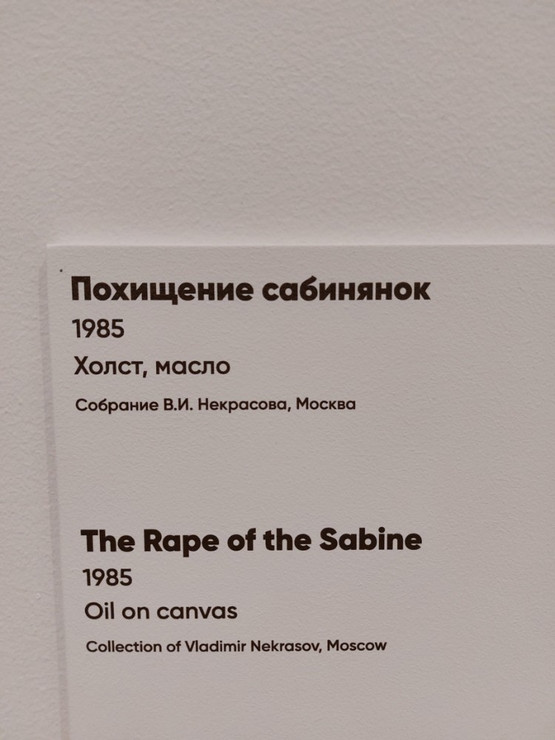 Похищение сабинянок
1985
Холст, масло
Собрание В.И. Некрасова, Москва
The Rape of the Sabine
1985
Oil on canvas
Collection of Vladimir Nekrasov, Moscow